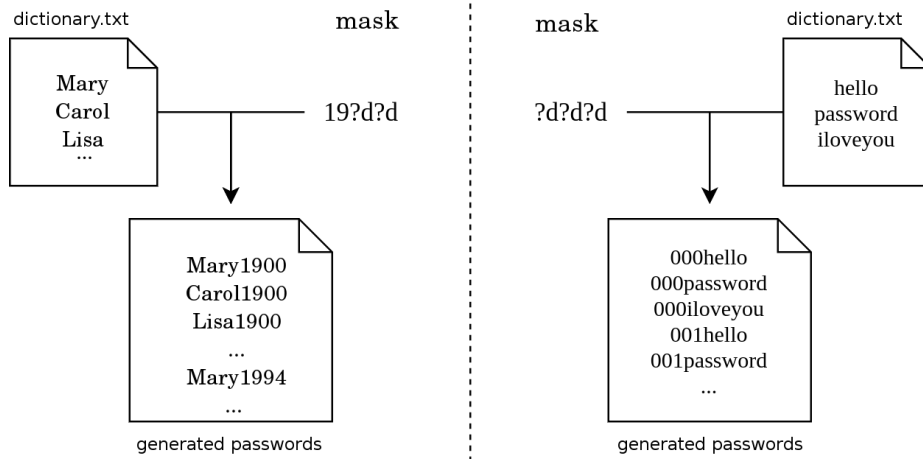 dictionary.txt
mask
Mary
Carol
Lisa
...
19?d?d
Mary1900
Carol1900
Lisa1900
...
Mary1994
...
generated passwords
mask
dictionary.txt
?d?d?d
hello
password
iloveyou
000hello
000password
000iloveyou
001hello
001password
...
generated passwords